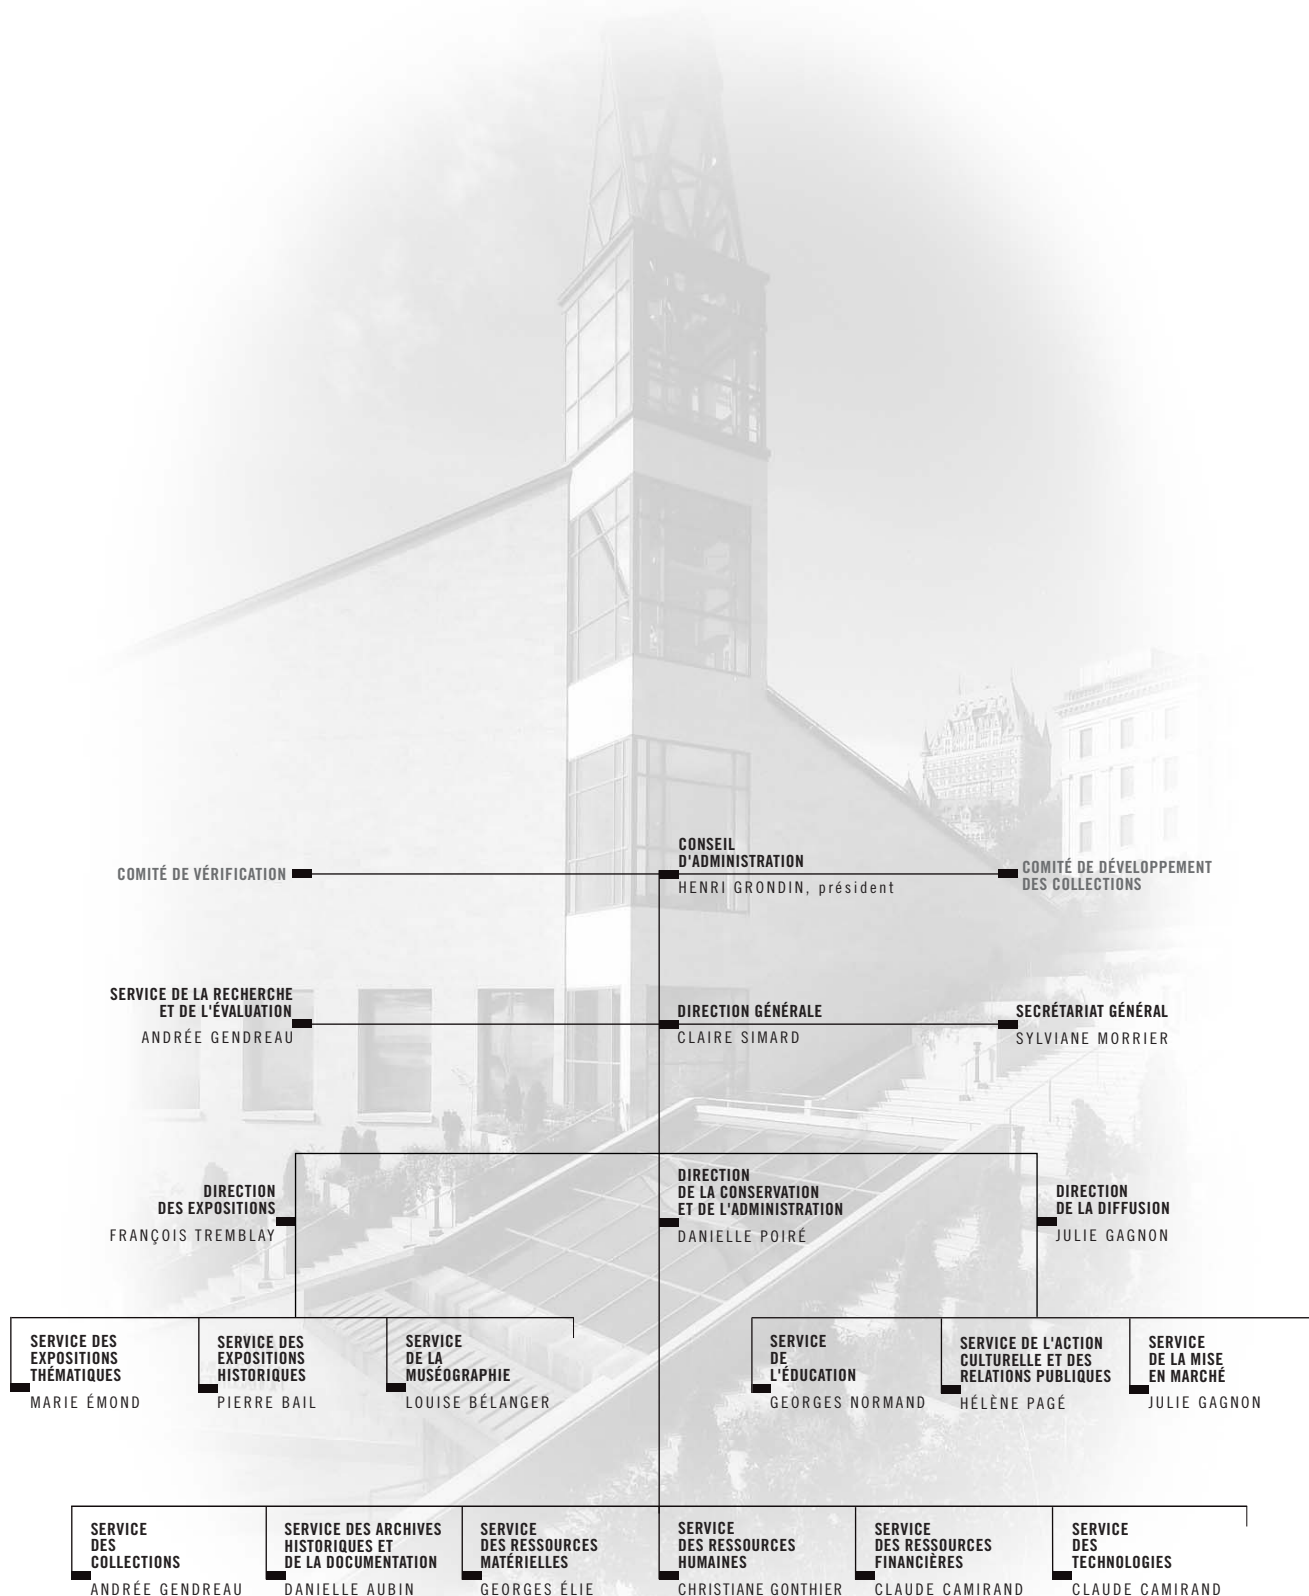 COMITÉ DE VÉRIFICATION
CONSEIL
D'ADMINISTRATION
HENRI GRONDIN, président
COMITÉ DE DÉVELOPPEMENT
DES COLLECTIONS
SERVICE DE LA RECHERCHE
ET DE L'ÉVALUATION
ANDRÉE GENDREAU
DIRECTION GÉNÉRALE
CLAIRE SIMARD
SECRÉTARIAT GÉNÉRAL
SYLVIANE MORRIER
DIRECTION
DES EXPOSITIONS
FRANÇOIS TREMBLAY
DIRECTION
DE LA CONSERVATION
ET DE L'ADMINISTRATION
DANIELLE POIRÉ
DIRECTION
DE LA DIFFUSION
JULIE GAGNON
SERVICE DES
EXPOSITIONS
THÉMATIQUES
MARIE ÉMOND
SERVICE DES
EXPOSITIONS
HISTORIQUES
PIERRE BAIL
SERVICE
DE LA
MUSÉOGRAPHIE
LOUISE BÉLANGER
SERVICE
DE
L'ÉDUCATION
GEORGES NORMAND
SERVICE DE L'ACTION
CULTURELLE ET DES
RELATIONS PUBLIQUES
HÉLÈNE PAGÉ
SERVICE
DE LA MISE
EN MARCHÉ
JULIE GAGNON
SERVICE
DES
COLLECTIONS
ANDRÉE GENDREAU
SERVICE DES ARCHIVES
HISTORIQUES ET
DE LA DOCUMENTATION
DANIELLE AUBIN
SERVICE
DES RESSOURCES
MATÉRIELLES
GEORGES ÉLIE
SERVICE
DES RESSOURCES
HUMAINES
CHRISTIANE GONTHIER
SERVICE
DES RESSOURCES
FINANCIÈRES
CLAUDE CAMIRAND
SERVICE
DES
TECHNOLOGIES
CLAUDE CAMIRAND